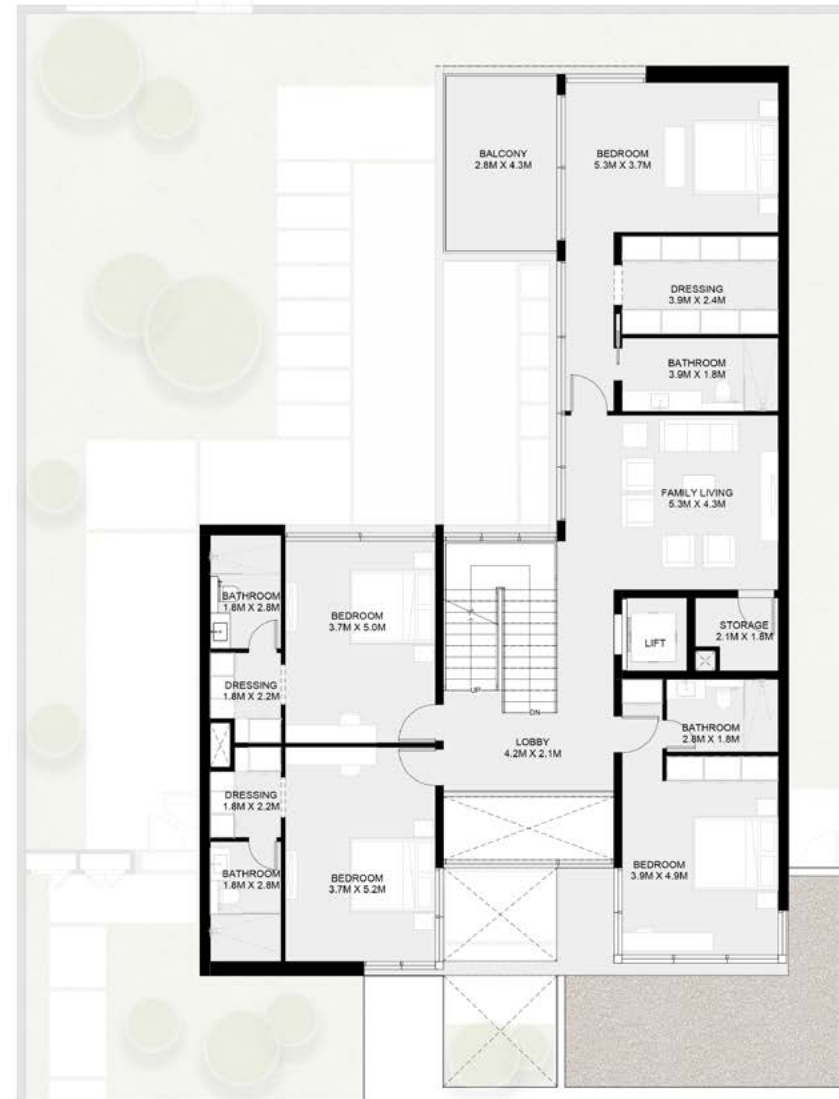 BALCONY
2.8M X 4.3M
BEDROOM
5.3M X 3.7M
DRESSING
3.9M X 2.4M
BATHROOM
3.9M X 1.8M
FAMILY LIVING
5.3M X 4.3M
BATHROOM
1.8M X 2.8M
BEDROOM
3.7M X 5.0M
LIFT
STORAGE
2.1M X 1.8M
DRESSING
1.8M X 2.2M
UP
DN
LOBBY
4.2M X 2.1M
BATHROOM
2.8M X 1.8M
DRESSING
1.8M X 2.2M
BATHROOM
1.8M X 2.8M
BEDROOM
3.7M X 5.2M
BEDROOM
3.9M X 4.9M